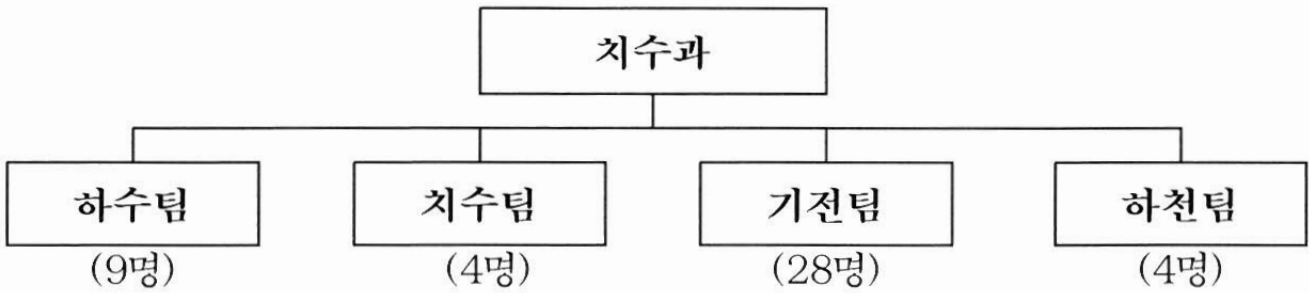 치수과
하수팀 치수팀 기전팀 하천팀
(9명) (4명) (28명) (4명)